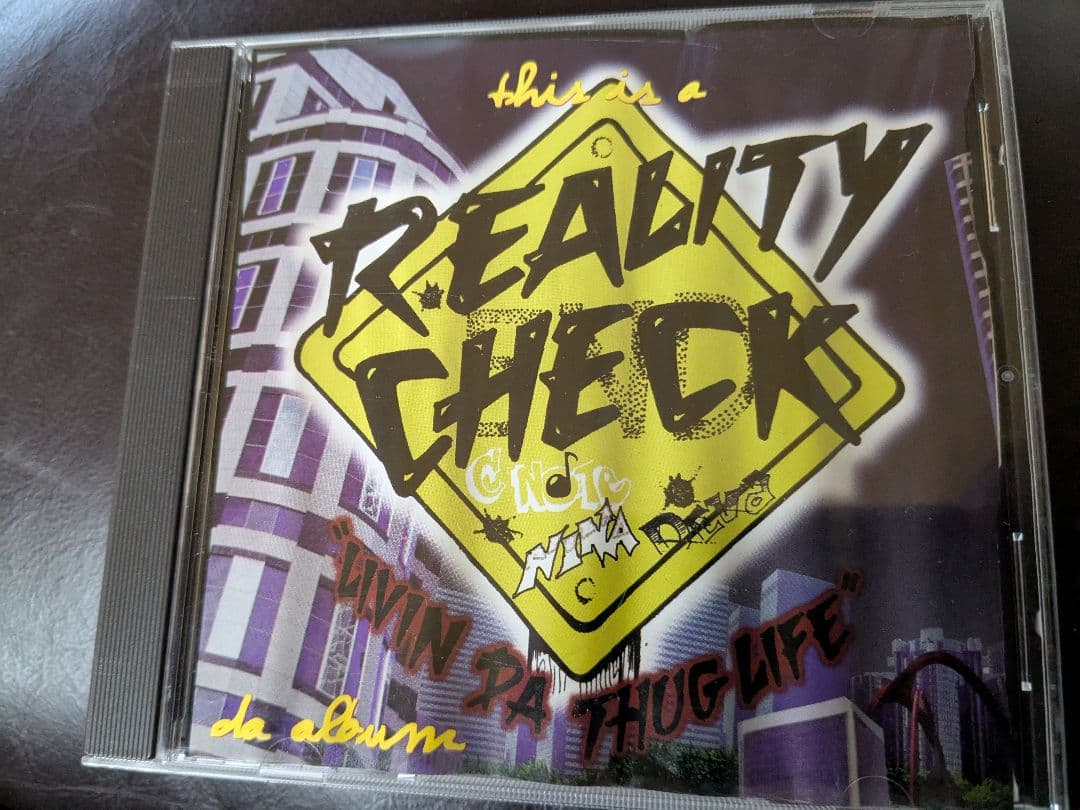 this is a
REALITY
CHECK
C NOTE
NINA
"LIVIN DA THUG LIFE"
da album